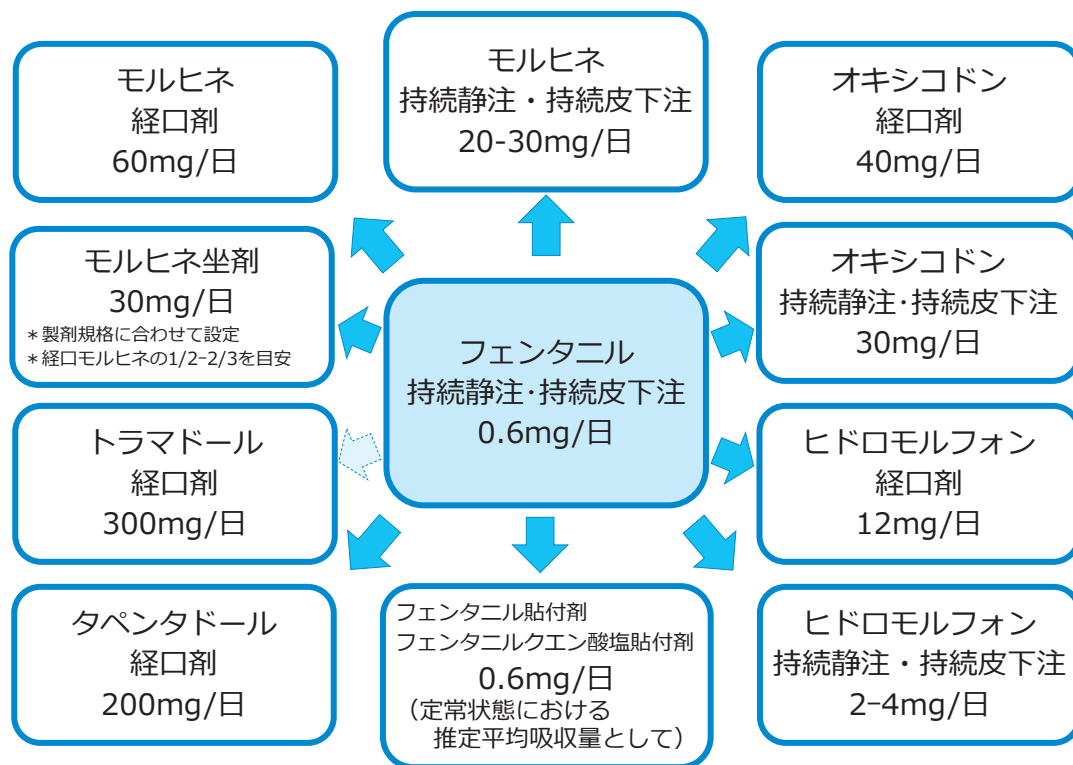 モルヒネ
経口剤
60mg/日
モルヒネ
持続静注・持続皮下注
20-30mg/日
オキシコドン
経口剤
40mg/日
モルヒネ坐剤
30mg/日
＊製剤規格に合わせて設定
＊経口モルヒネの1/2−2/3を目安
フェンタニル
持続静注･持続皮下注
0.6mg/日
オキシコドン
持続静注･持続皮下注
30mg/日
トラマドール
経口剤
300mg/日
ヒドロモルフォン
経口剤
12mg/日
タペンタドール
経口剤
200mg/日
フェンタニル貼付剤
フェンタニルクエン酸塩貼付剤
0.6mg/日
（定常状態における
推定平均吸収量として）
ヒドロモルフォン
持続静注・持続皮下注
2−4mg/日